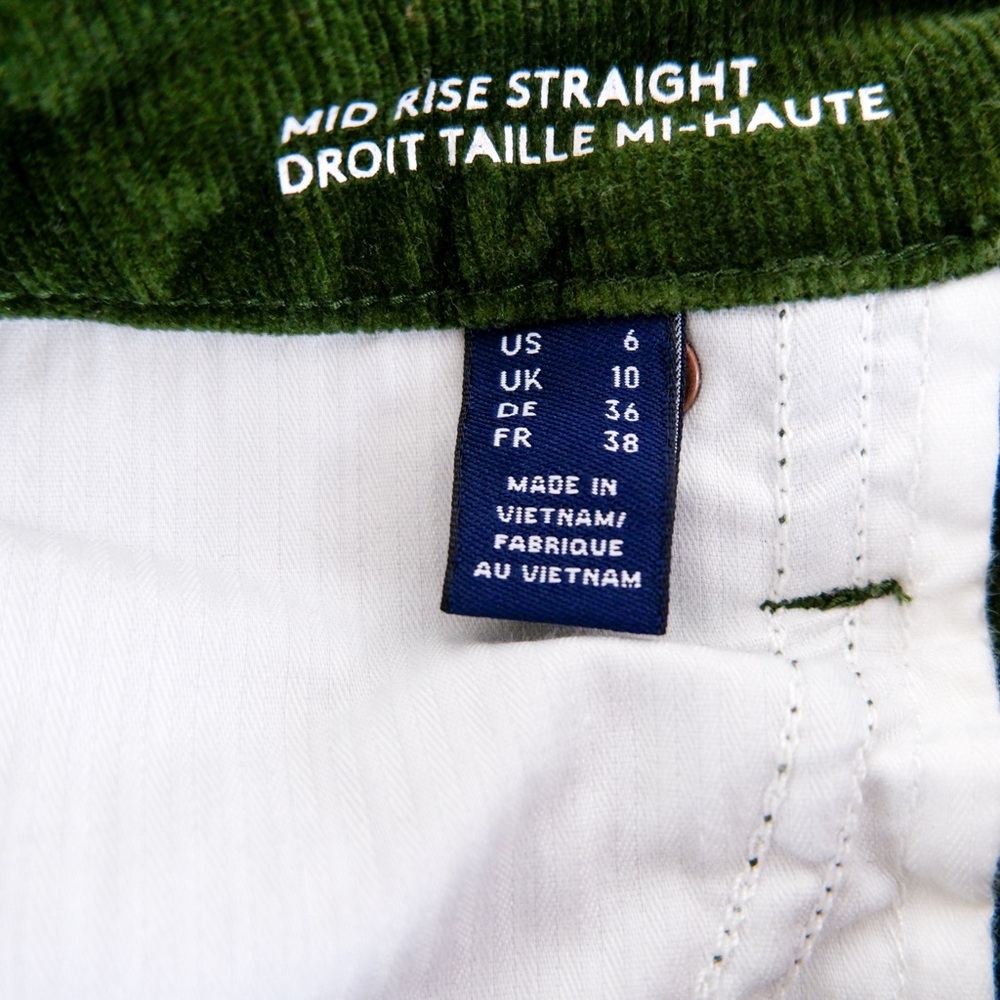 MID RISE STRAIGHT
DROIT TAILLE MI-HAUTE
US 6
UK 10
DE 36
FR 38
MADE IN
VIETNAM/
FABRIQUE
AU VIETNAM